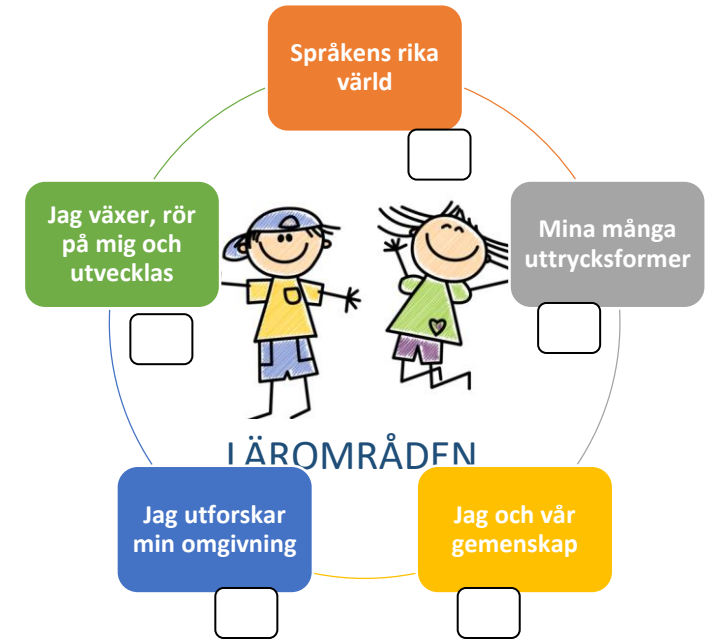 Språkens rika
värld
Mina många
uttrycksformer
Jag och vår
gemenskap
Jag utforskar
min omgivning
Jag växer, rör
på mig och
utvecklas
LÄROMRÅDEN